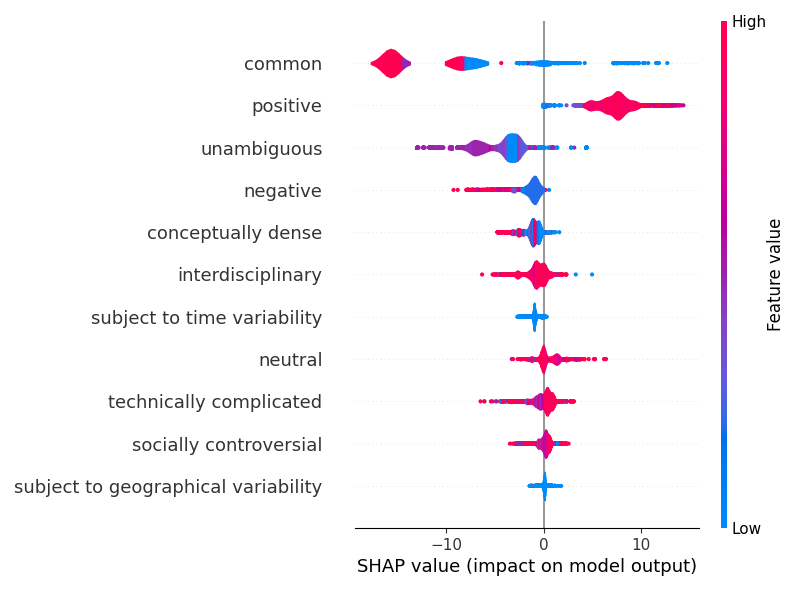 common
positive
unambiguous
negative
conceptually dense
interdisciplinary
subject to time variability
neutral
technically complicated
socially controversial
subject to geographical variability
−10 0 10
SHAP value (impact on model output)
High
Feature value
Low